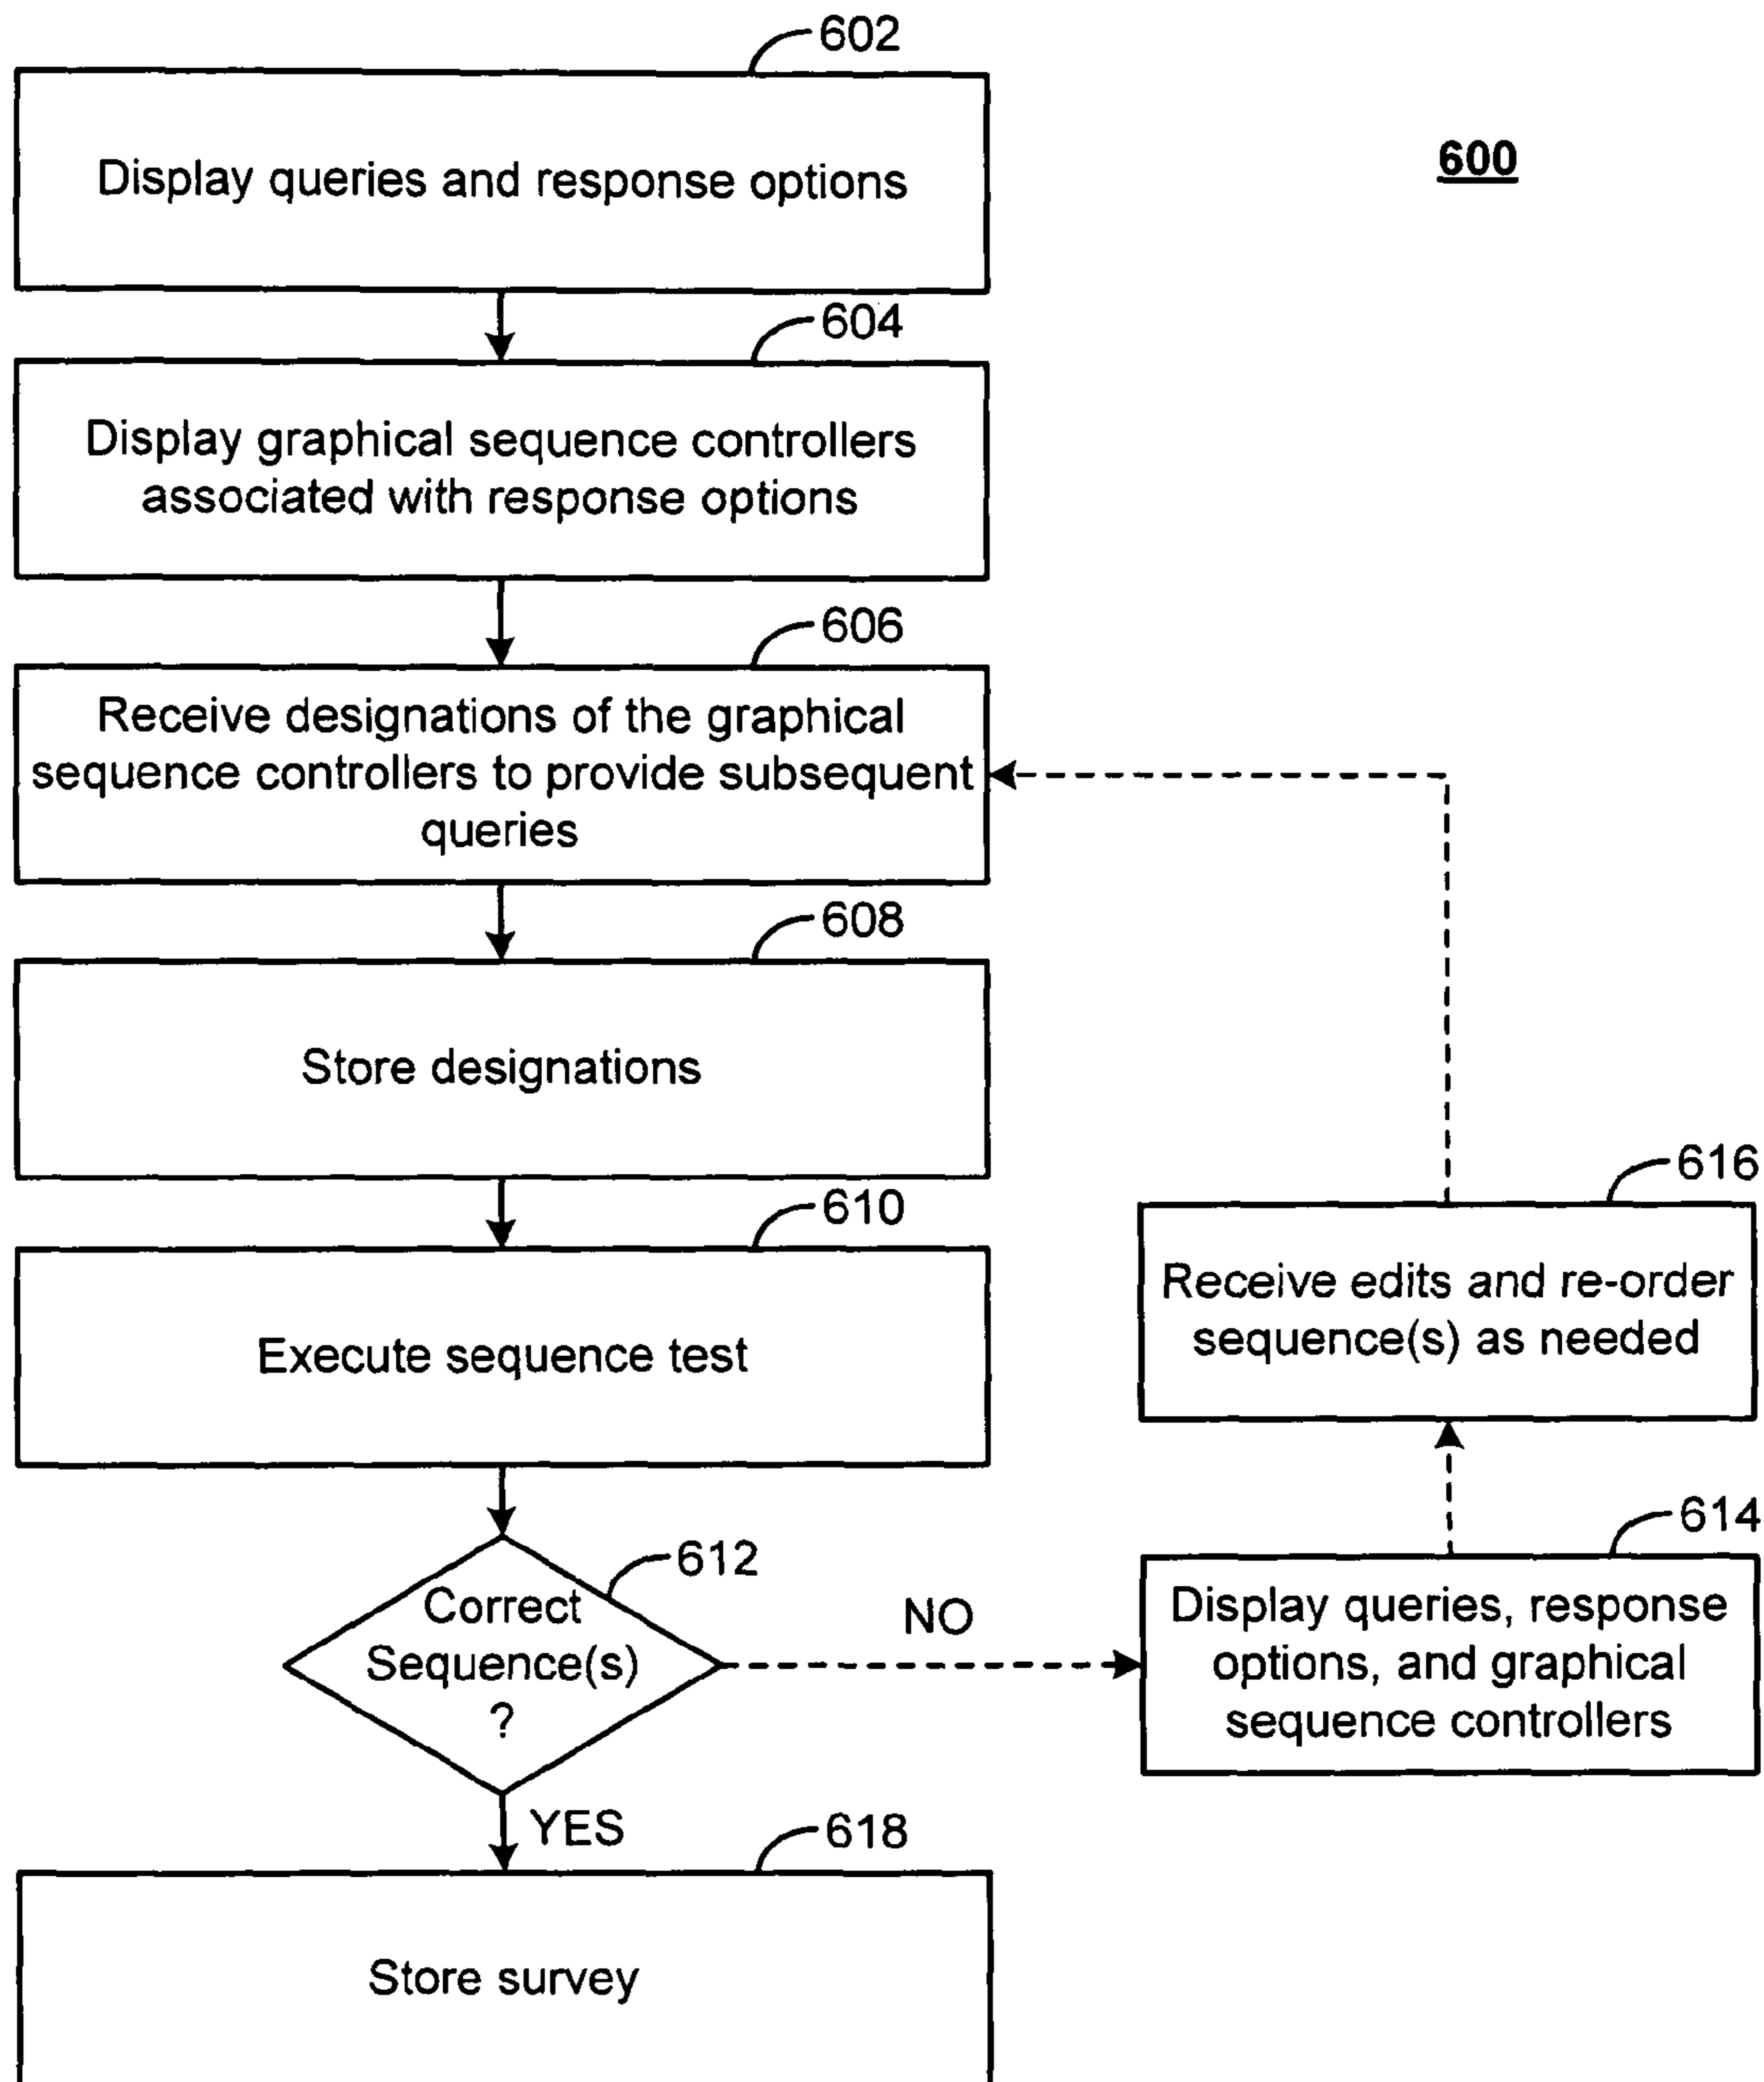 602
Display queries and response options
600
604
Display graphical sequence controllers
associated with response options
606
Receive designations of the graphical
sequence controllers to provide subsequent
queries
608
Store designations
610
Execute sequence test
616
Receive edits and re-order
sequence(s) as needed
612
Correct
Sequence(s)
?
NO
614
Display queries, response
options, and graphical
sequence controllers
YES
618
Store survey